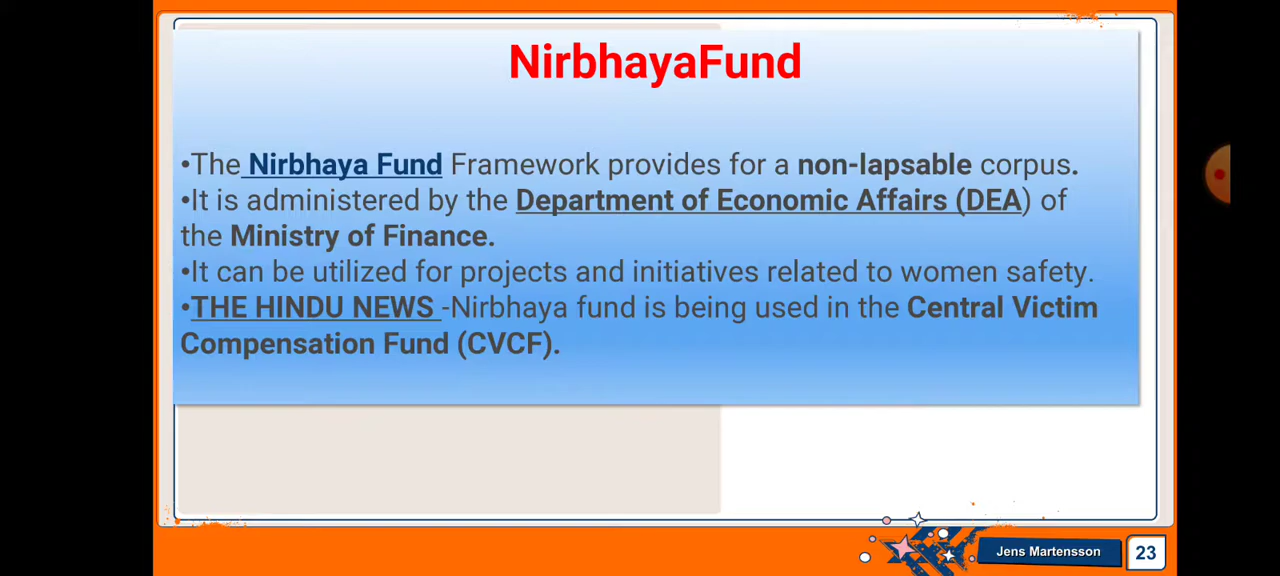 NirbhayaFund
•The Nirbhaya Fund Framework provides for a non-lapsable corpus.
•It is administered by the Department of Economic Affairs (DEA) of
the Ministry of Finance.
•It can be utilized for projects and initiatives related to women safety.
•THE HINDU NEWS -Nirbhaya fund is being used in the Central Victim
Compensation Fund (CVCF).
Jens Martensson
23